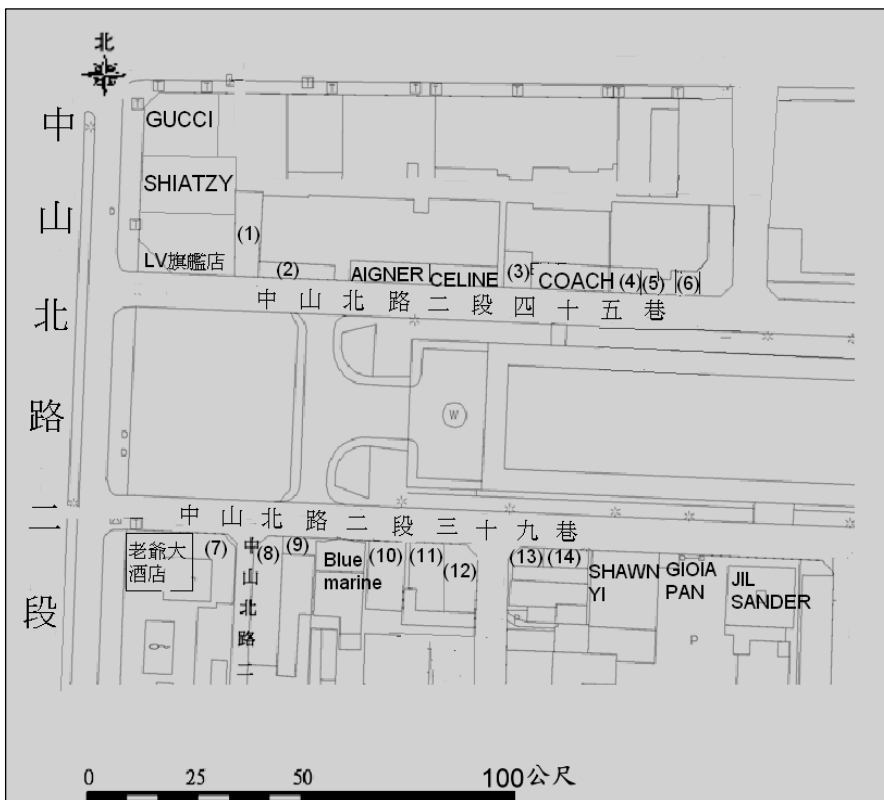 北
中山北路二段
GUCCI
SHIATZY
LV旗艦店
(1)
(2)
AIGNER
CELINE
(3)
COACH
(4)
(5)
(6)
中山北路二段四十五巷
W
中山北路二段三十九巷
老爺大
酒店
(7)
中山北路二
(8)
(9)
Blue
marine
(10)
(11)
(12)
(13)
(14)
SHAWN
YI
GIOIA
PAN
JIL
SANDER
P
P
0 25 50 100公尺